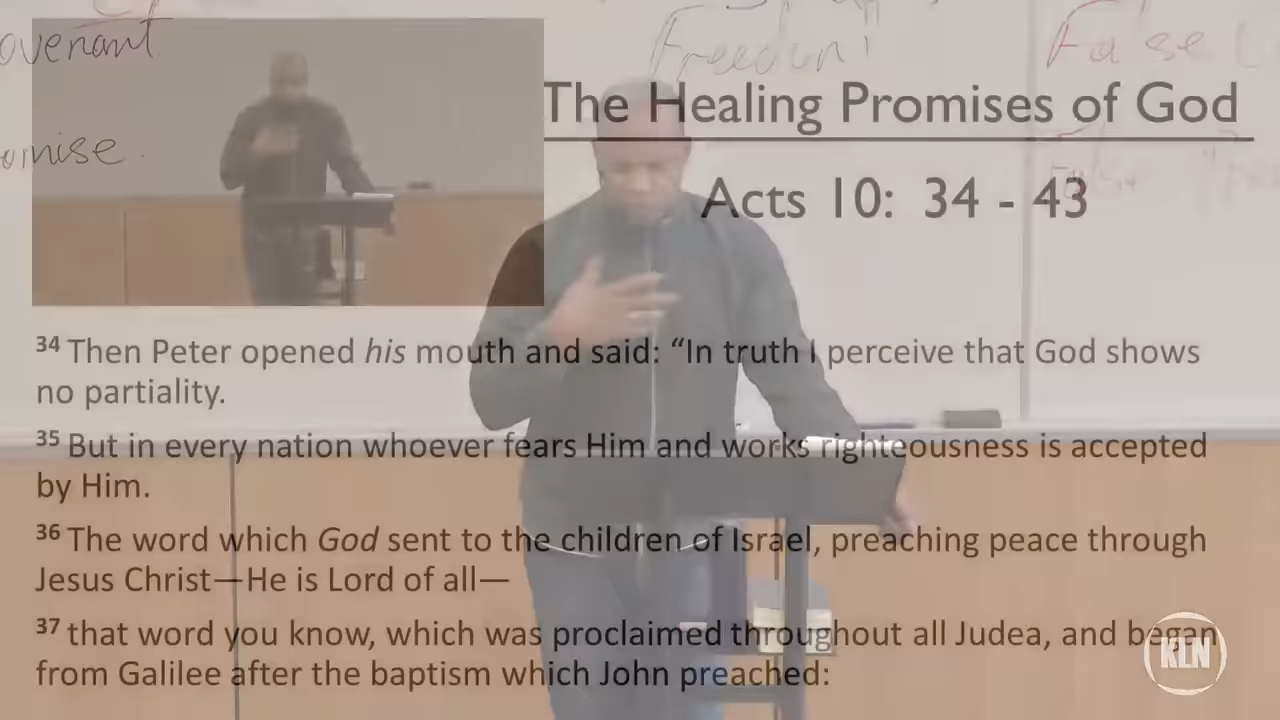 ovenant
Freedom
False
The Healing Promises of God
omise.
Acts 10: 34 - 43
34 Then Peter opened his mouth and said: “In truth I perceive that God shows
no partiality.
35 But in every nation whoever fears Him and works righteousness is accepted
by Him.
36 The word which God sent to the children of Israel, preaching peace through
Jesus Christ—He is Lord of all—
37 that word you know, which was proclaimed throughout all Judea, and began
from Galilee after the baptism which John preached:
KLN